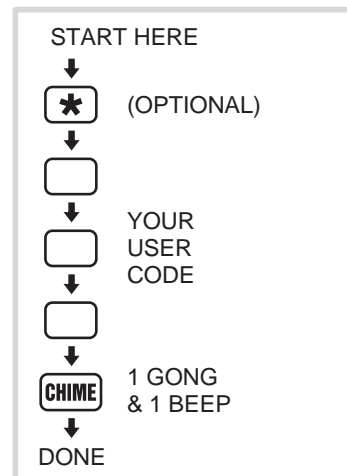 START HERE
* (OPTIONAL)
YOUR
USER
CODE
CHIME
1 GONG
& 1 BEEP
DONE